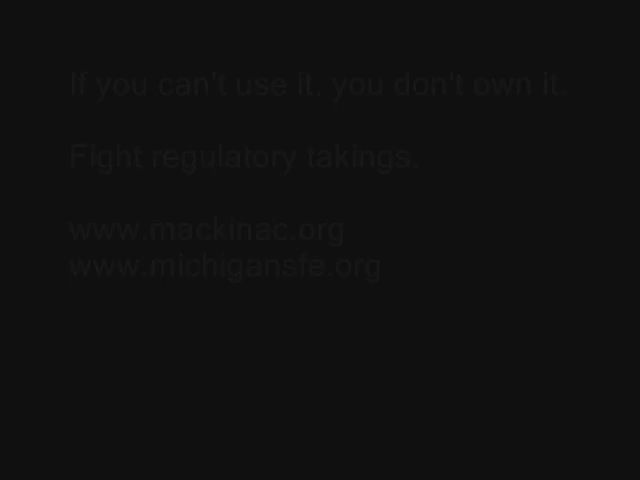 If you can't use it, you don't own it.
Fight regulatory takings.
www.mackinac.org
www.michigansfe.org